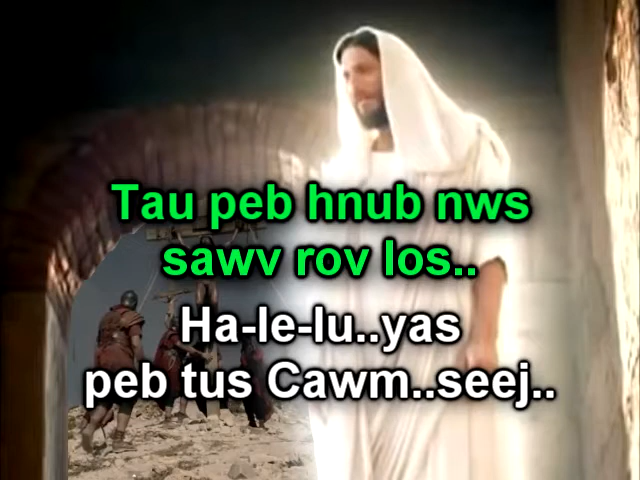 Tau peb hnub nws
sawv rov los..
Ha-le-lu..yas
peb tus Cawm..seej..